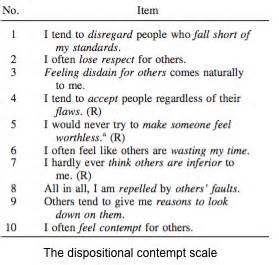 No. Item
1 I tend to disregard people who fall short of
my standards.
2 I often lose respect for others.
3 Feeling disdain for others comes naturally
to me.
4 I tend to accept people regardless of their
flaws. (R)
5 I would never try to make someone feel
worthless.ᵃ (R)
6 I often feel like others are wasting my time.
7 I hardly ever think others are inferior to
me. (R)
8 All in all, I am repelled by others' faults.
9 Others tend to give me reasons to look
down on them.
10 I often feel contempt for others.
The dispositional contempt scale